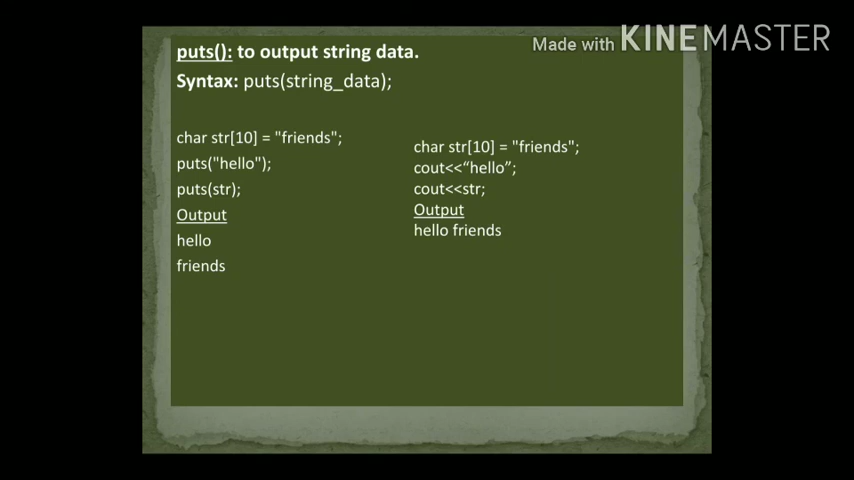 Made with KINEMASTER
puts(): to output string data.
Syntax: puts(string_data);
char str[10] = "friends";
puts("hello");
puts(str);
Output
hello
friends
char str[10] = "friends";
cout<<“hello”;
cout<<str;
Output
hello friends